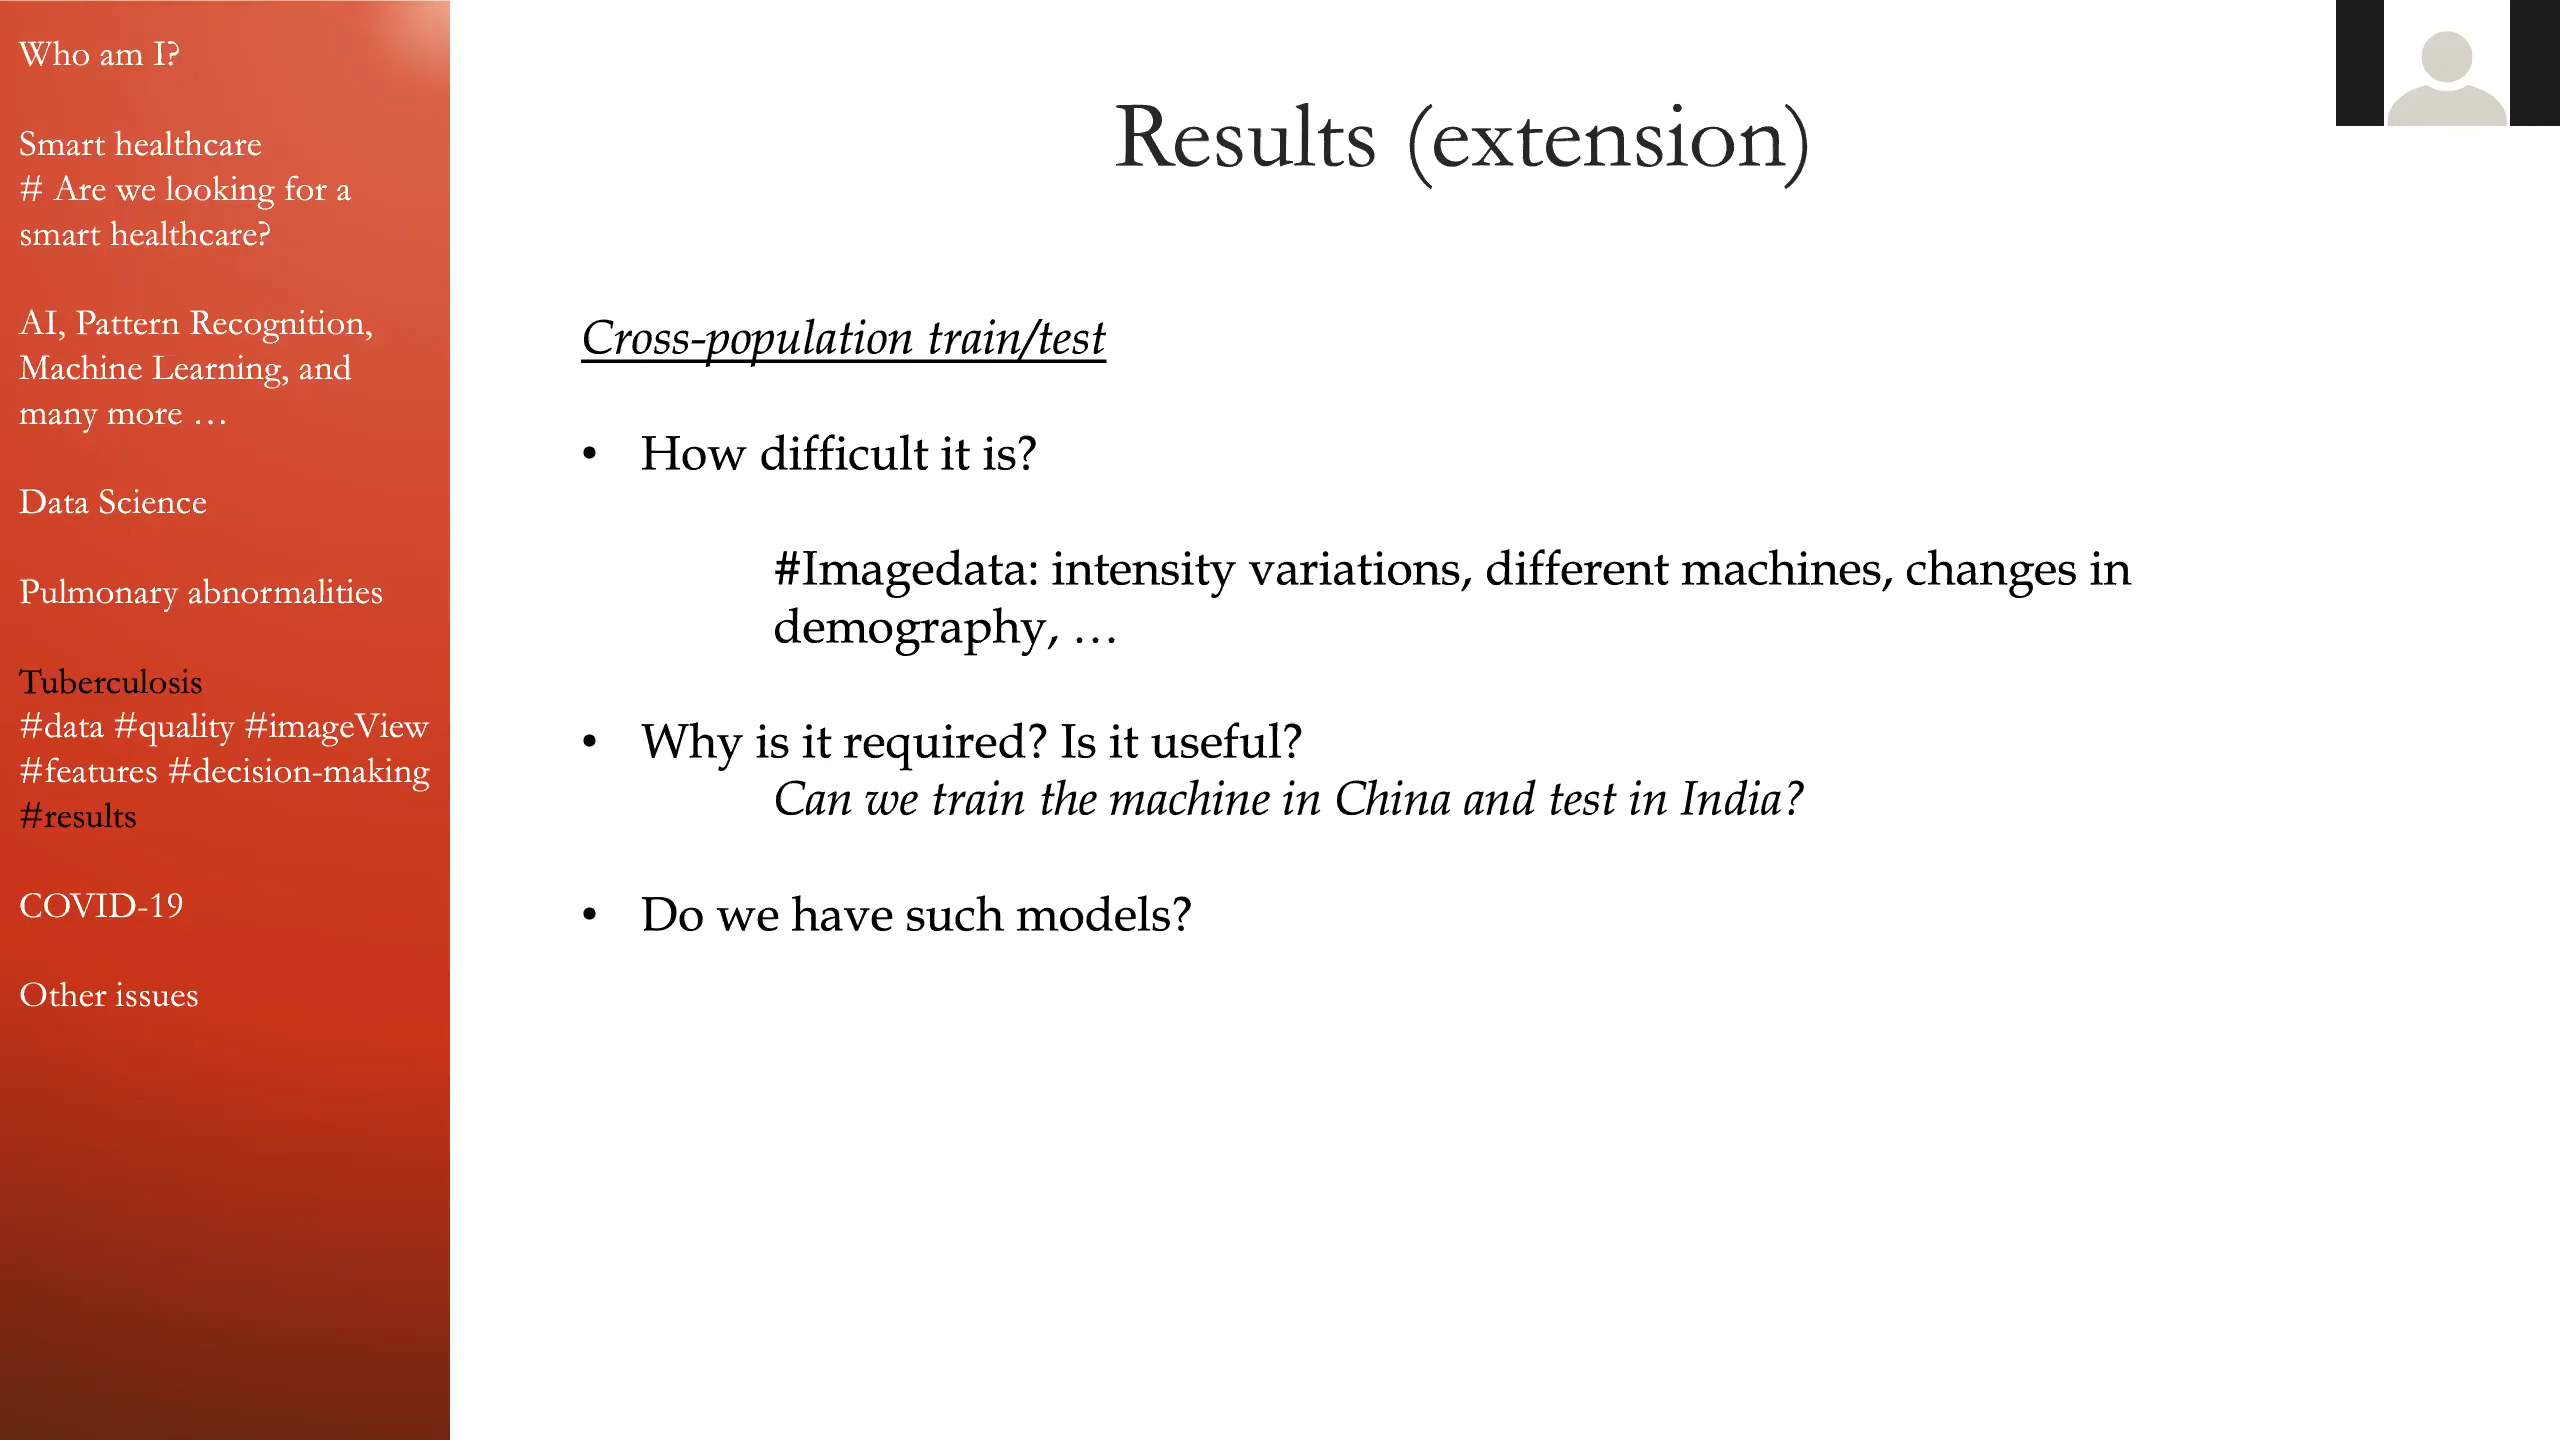 Who am I?
Smart healthcare
# Are we looking for a
smart healthcare?
AI, Pattern Recognition,
Machine Learning, and
many more …
Data Science
Pulmonary abnormalities
Tuberculosis
#data #quality #imageView
#features #decision-making
#results
COVID-19
Other issues
Results (extension)
Cross-population train/test
• How difficult it is?
#Imagedata: intensity variations, different machines, changes in
demography, …
• Why is it required? Is it useful?
Can we train the machine in China and test in India?
• Do we have such models?